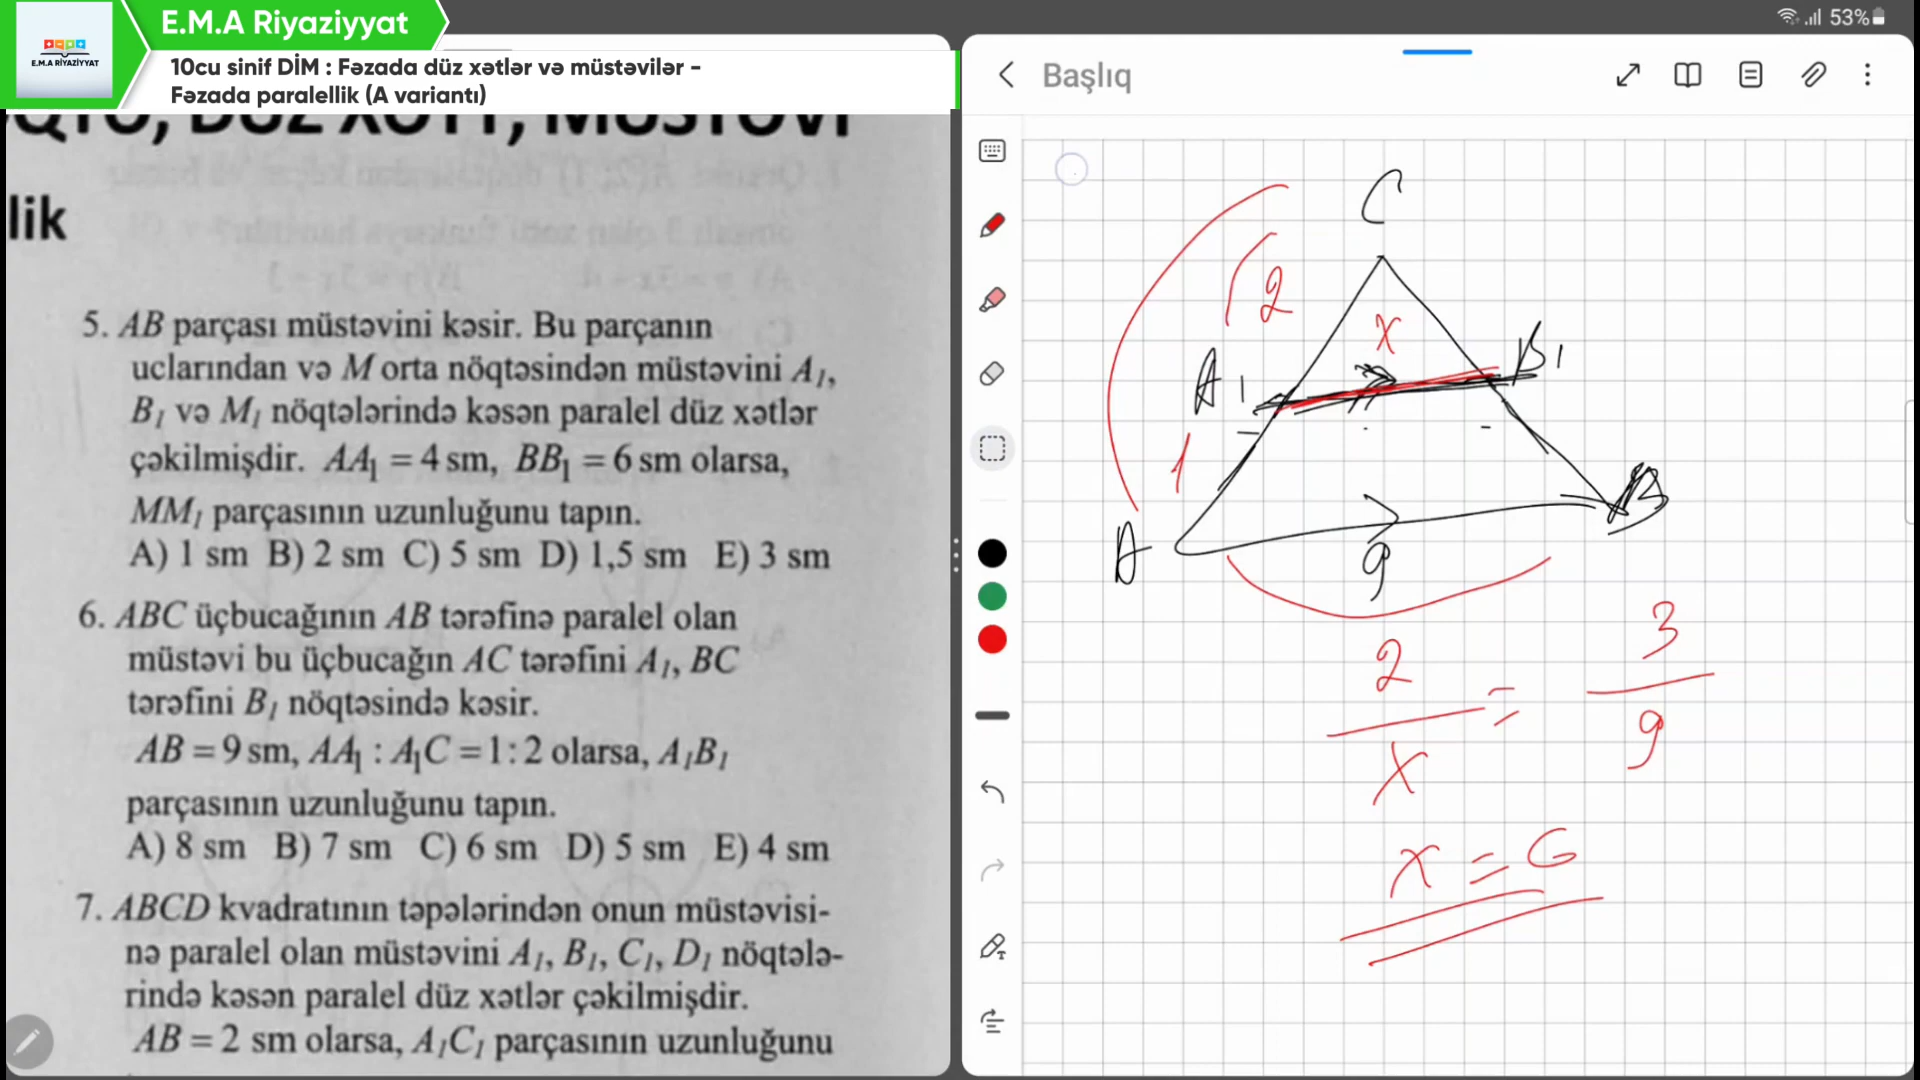 E.M.A Riyaziyyat
E.M.A RİYAZİYYAT
10cu sinif DİM : Fəzada düz xətlər və müstəvilər -
Fəzada paralellik (A variantı)
53%
Başlıq
DÜZ XƏTT, MÜSTƏVİ
lik
5. AB parçası müstəvini kəsir. Bu parçanın
uclarından və M orta nöqtəsindən müstəvini A₁,
B₁ və M₁ nöqtələrində kəsən paralel düz xətlər
çəkilmişdir. AA₁ = 4 sm, BB₁ = 6 sm olarsa,
MM₁ parçasının uzunluğunu tapın.
A) 1 sm B) 2 sm C) 5 sm D) 1,5 sm E) 3 sm
6. ABC üçbucağının AB tərəfinə paralel olan
müstəvi bu üçbucağın AC tərəfini A₁, BC
tərəfini B₁ nöqtəsində kəsir.
AB = 9 sm, AA₁ : A₁C = 1 : 2 olarsa, A₁B₁
parçasının uzunluğunu tapın.
A) 8 sm B) 7 sm C) 6 sm D) 5 sm E) 4 sm
7. ABCD kvadratının təpələrindən onun müstəvisi-
nə paralel olan müstəvini A₁, B₁, C₁, D₁ nöqtələ-
rində kəsən paralel düz xətlər çəkilmişdir.
AB = 2 sm olarsa, A₁C₁ parçasının uzunluğunu
C
2
x
A₁
B₁
1
A
B
9
2/x = 3/9
x = 6